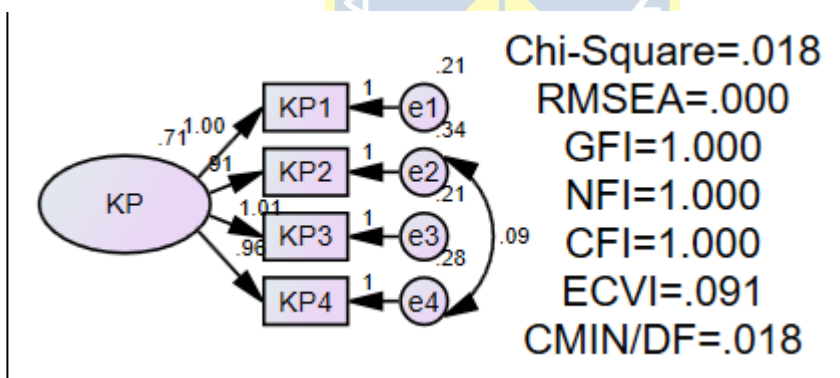 .21
1
KP1
e1
1.00
.71
.34
1
KP2
e2
.91
.21
KP
1.01
1
KP3
e3
.09
.96
.28
1
KP4
e4
Chi-Square=.018
RMSEA=.000
GFI=1.000
NFI=1.000
CFI=1.000
ECVI=.091
CMIN/DF=.018